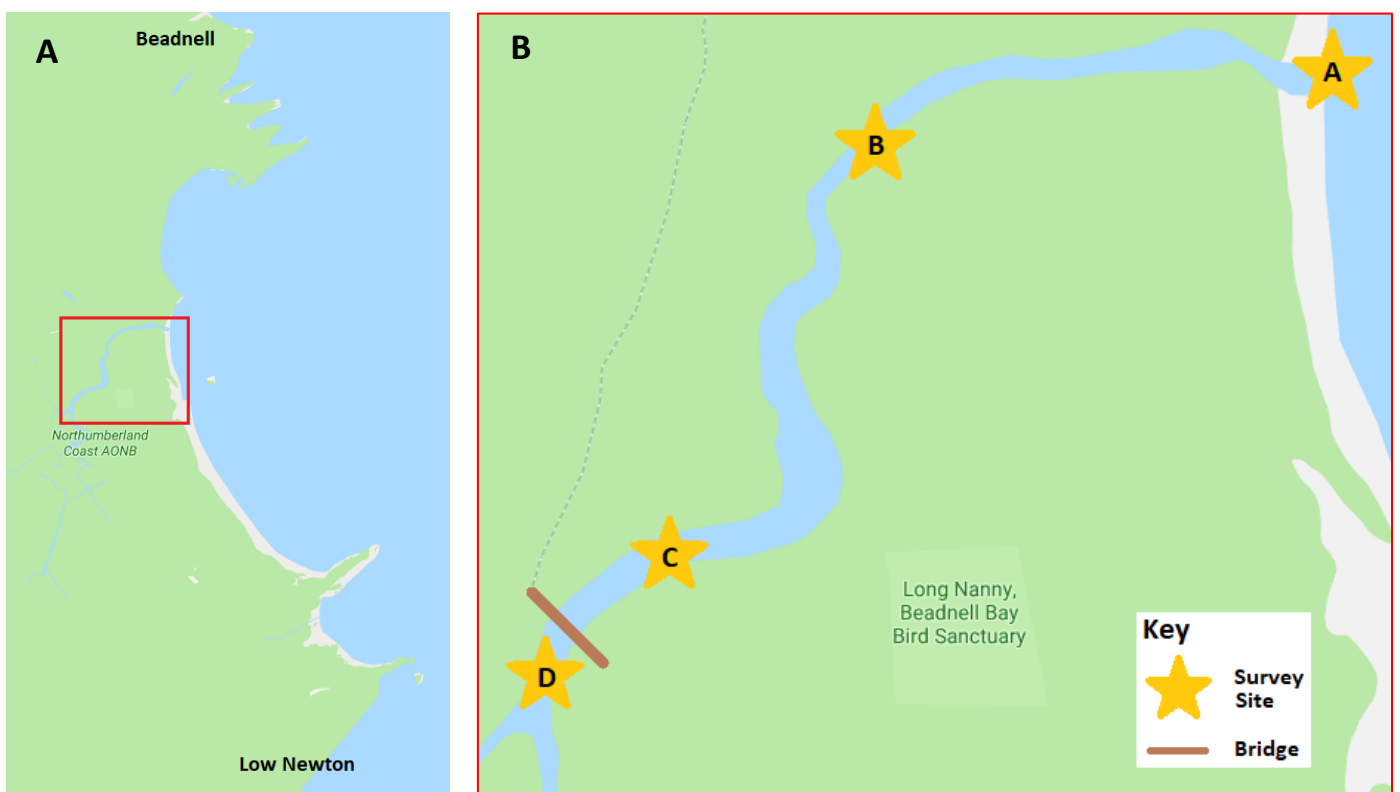 A
Beadnell
Northumberland
Coast AONB
Low Newton
B
A
B
C
D
Long Nanny,
Beadnell Bay
Bird Sanctuary
Key
Survey
Site
Bridge